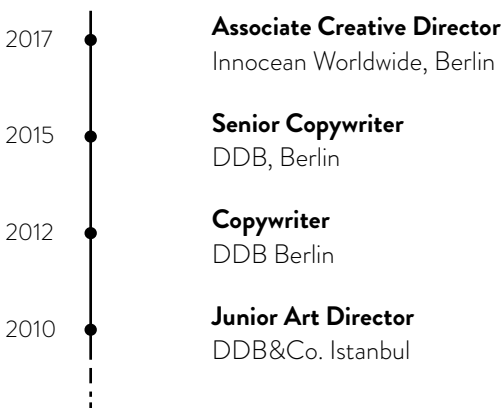 2017
Associate Creative Director
Innocean Worldwide, Berlin
2015
Senior Copywriter
DDB, Berlin
2012
Copywriter
DDB Berlin
2010
Junior Art Director
DDB&Co. Istanbul